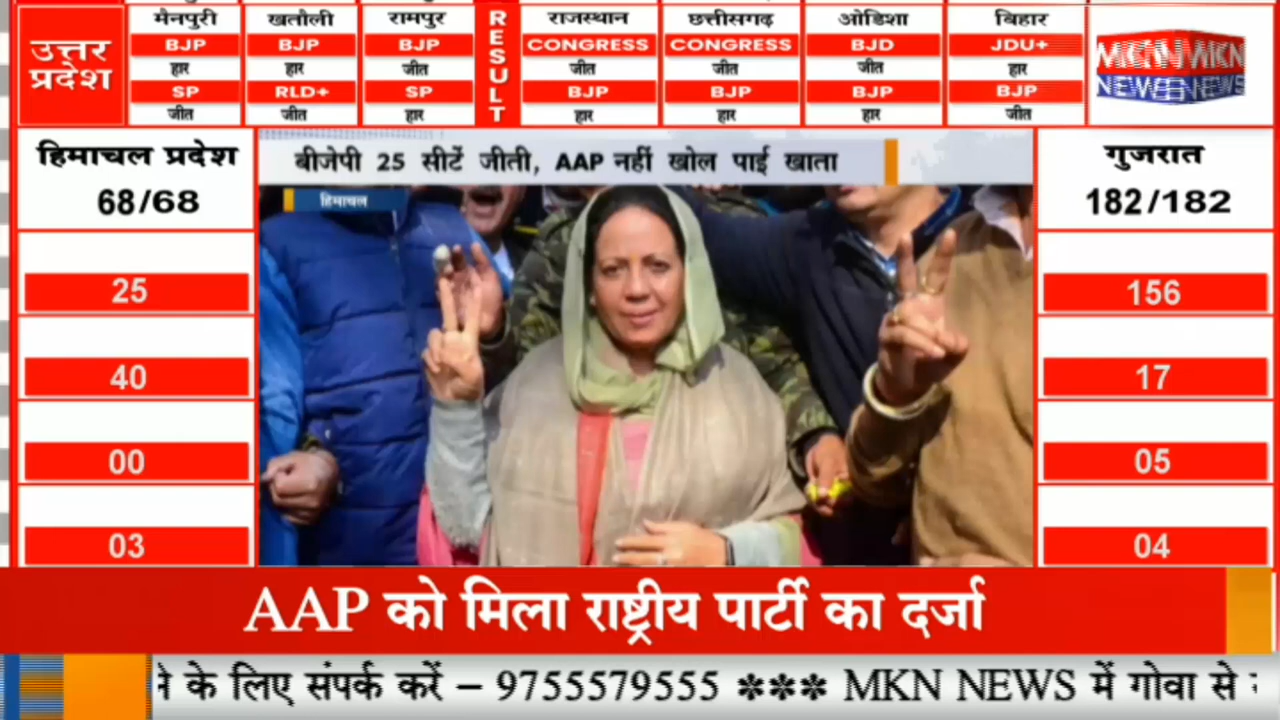 उत्तर प्रदेश
मैनपुरी
BJP
हार
SP
जीत
खतौली
BJP
हार
RLD+
जीत
रामपुर
BJP
जीत
SP
हार
RESULT
राजस्थान
CONGRESS
जीत
BJP
हार
छत्तीसगढ़
CONGRESS
जीत
BJP
हार
ओडिशा
BJD
जीत
BJP
हार
बिहार
JDU+
हार
BJP
जीत
MKN MKN
NEWS NEWS
हिमाचल प्रदेश
68/68
25
40
00
03
बीजेपी 25 सीटें जीती, AAP नहीं खोल पाई खाता
हिमाचल
गुजरात
182/182
156
17
05
04
AAP को मिला राष्ट्रीय पार्टी का दर्जा
ने के लिए संपर्क करें – 9755579555 *** MKN NEWS में गोवा से